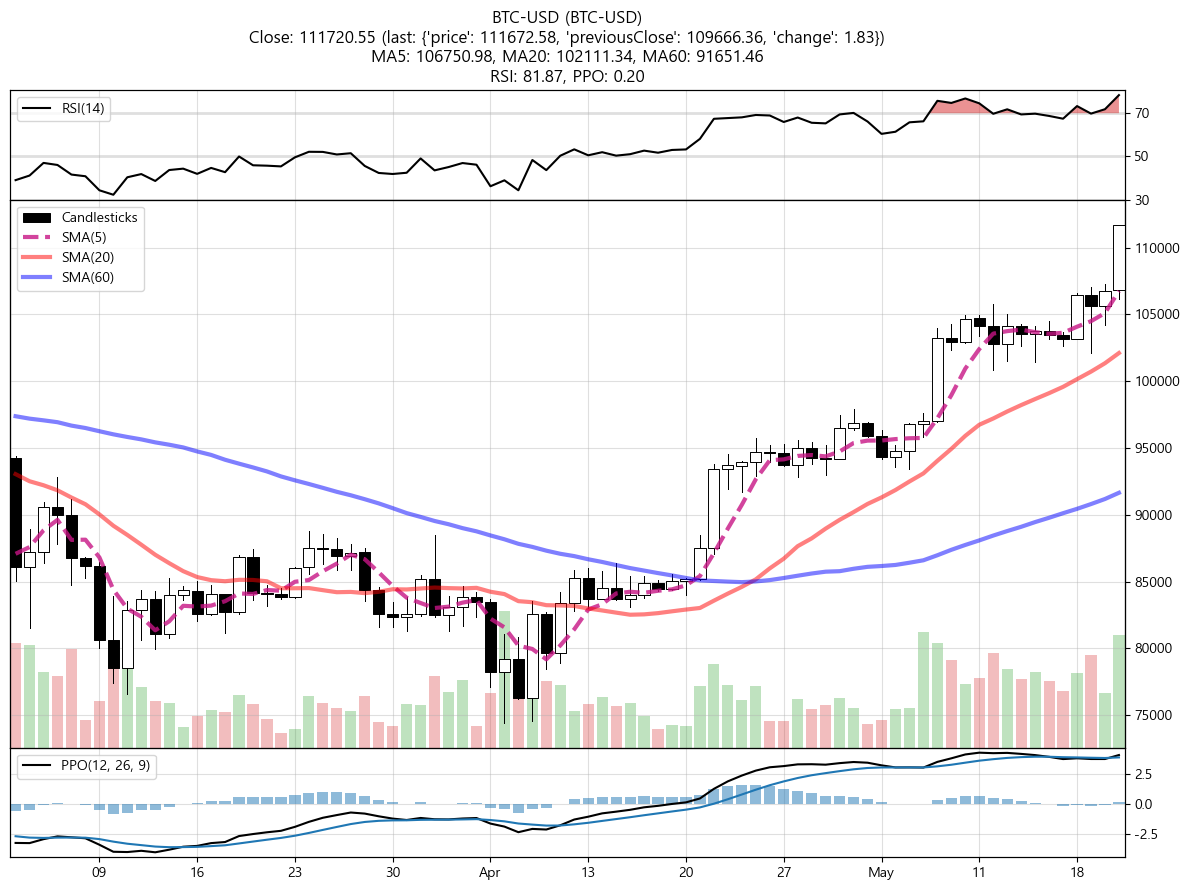 BTC-USD (BTC-USD)
Close: 111720.55 (last: {'price': 111672.58, 'previousClose': 109666.36, 'change': 1.83})
MA5: 106750.98, MA20: 102111.34, MA60: 91651.46
RSI: 81.87, PPO: 0.20
RSI(14)
70
50
30
Candlesticks
SMA(5)
SMA(20)
SMA(60)
110000
105000
100000
95000
90000
85000
80000
75000
PPO(12, 26, 9)
2.5
0.0
-2.5
09 16 23 30 Apr 13 20 27 May 11 18